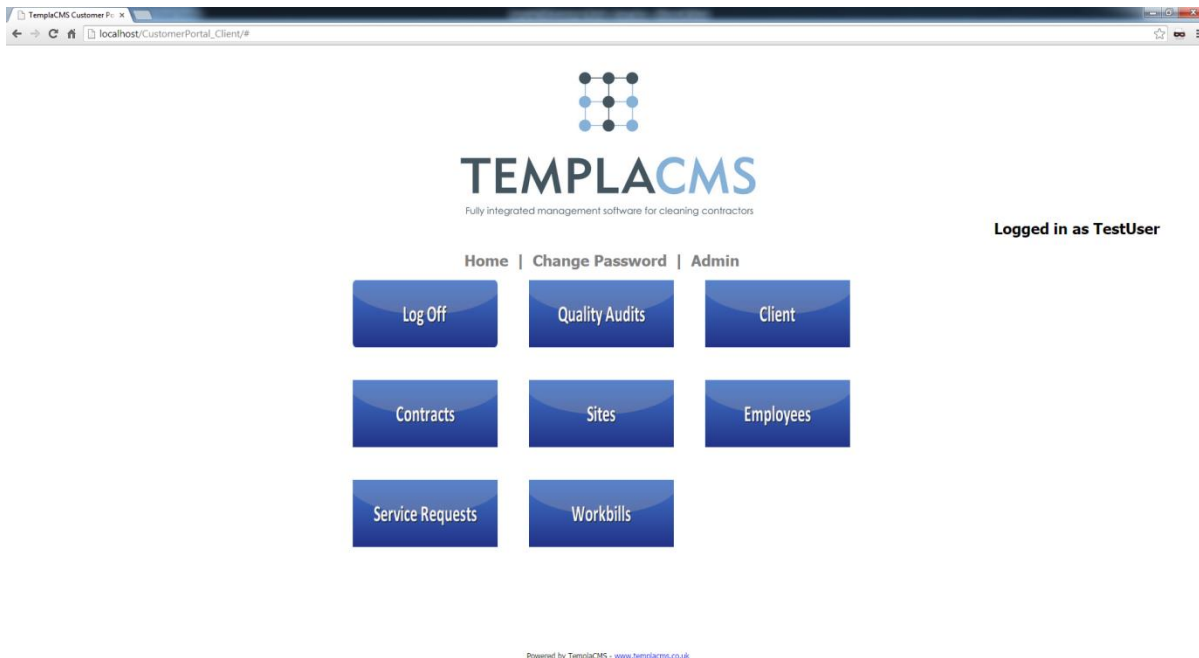 TemplaCMS Customer Po
localhost/CustomerPortal_Client/#
TEMPLACMS
Fully integrated management software for cleaning contractors
Logged in as TestUser
Home | Change Password | Admin
Log Off Quality Audits Client
Contracts Sites Employees
Service Requests Workbills
Powered by TemplaCMS - www.templacms.co.uk